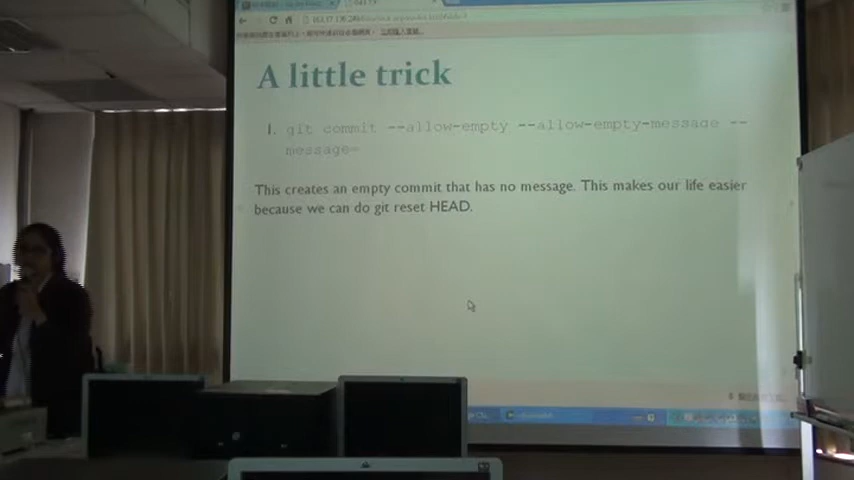 A little trick
1. git commit --allow-empty --allow-empty-message --
message=
This creates an empty commit that has no message. This makes our life easier
because we can do git reset HEAD.